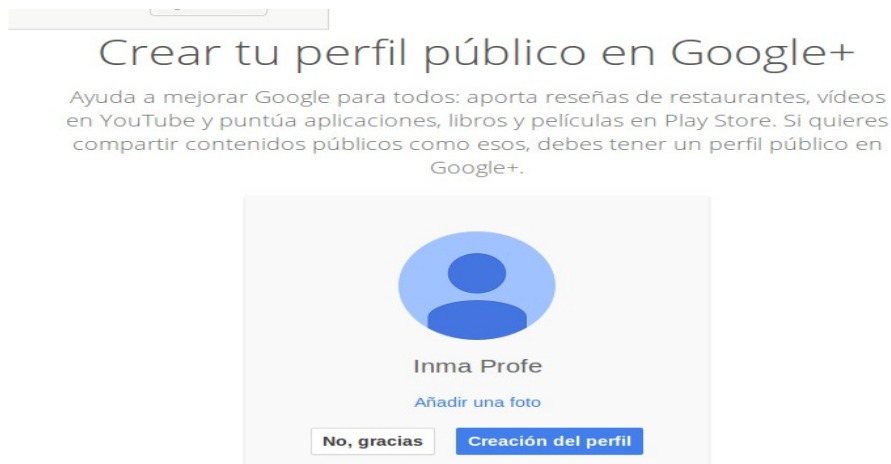 Crear tu perfil público en Google+
Ayuda a mejorar Google para todos: aporta reseñas de restaurantes, vídeos
en YouTube y puntúa aplicaciones, libros y películas en Play Store. Si quieres
compartir contenidos públicos como esos, debes tener un perfil público en
Google+.
Inma Profe
Añadir una foto
No, gracias
Creación del perfil